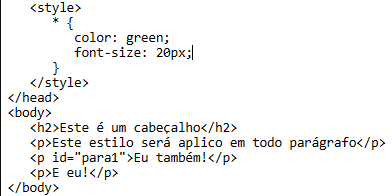 <style>
* {
color: green;
font-size: 20px;
}
</style>
</head>
<body>
<h2>Este é um cabeçalho</h2>
<p>Este estilo será aplico em todo parágrafo</p>
<p id="para1">Eu também!</p>
<p>E eu!</p>
</body>